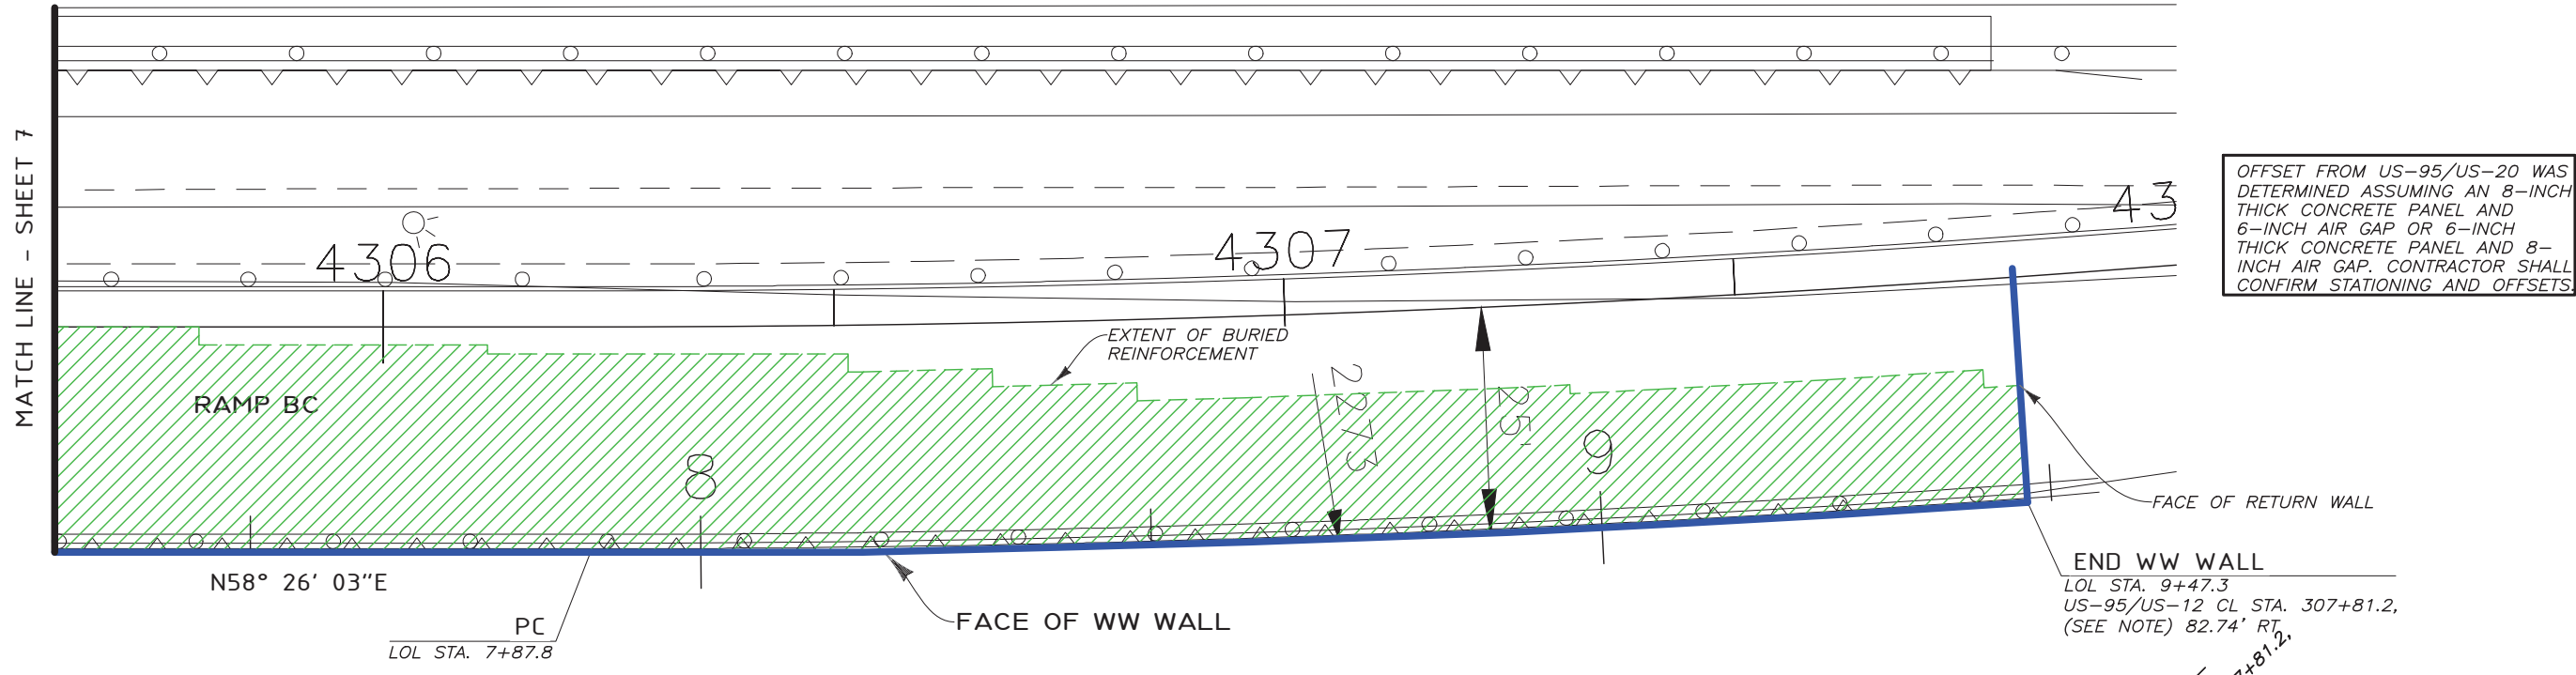 MATCH LINE - SHEET 7
4306
4307
43
OFFSET FROM US-95/US-20 WAS
DETERMINED ASSUMING AN 8-INCH
THICK CONCRETE PANEL AND
6-INCH AIR GAP OR 6-INCH
THICK CONCRETE PANEL AND 8-
INCH AIR GAP. CONTRACTOR SHALL
CONFIRM STATIONING AND OFFSETS.
EXTENT OF BURIED
REINFORCEMENT
RAMP BC
2273
25'
8
9
FACE OF RETURN WALL
N58° 26' 03"E
PC
LOL STA. 7+87.8
FACE OF WW WALL
END WW WALL
LOL STA. 9+47.3
US-95/US-12 CL STA. 307+81.2,
(SEE NOTE) 82.74' RT
7+81.2,